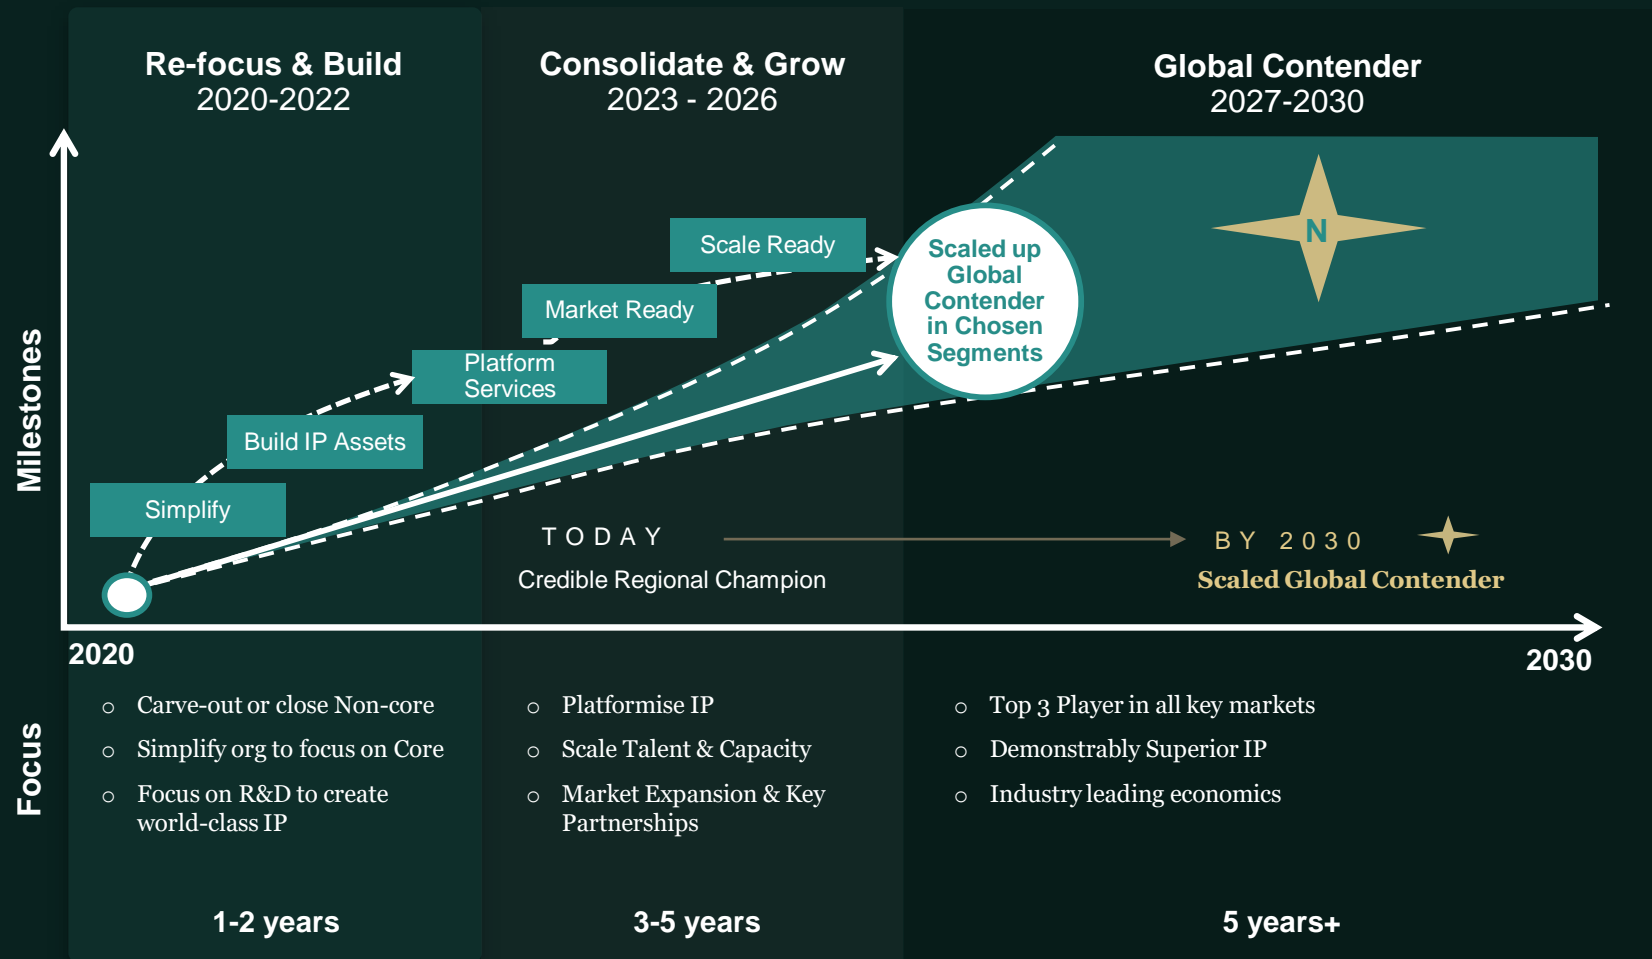 Re-focus & Build
2020-2022
Consolidate & Grow
2023 - 2026
Global Contender
2027-2030
Milestones
Scale Ready
Market Ready
Platform
Services
Build IP Assets
Simplify
Scaled up
Global
Contender
in Chosen
Segments
N
TODAY
Credible Regional Champion
BY 2030
Scaled Global Contender
2020
2030
Focus
○ Carve-out or close Non-core
○ Simplify org to focus on Core
○ Focus on R&D to create
world-class IP
○ Platformise IP
○ Scale Talent & Capacity
○ Market Expansion & Key
Partnerships
○ Top 3 Player in all key markets
○ Demonstrably Superior IP
○ Industry leading economics
1-2 years
3-5 years
5 years+